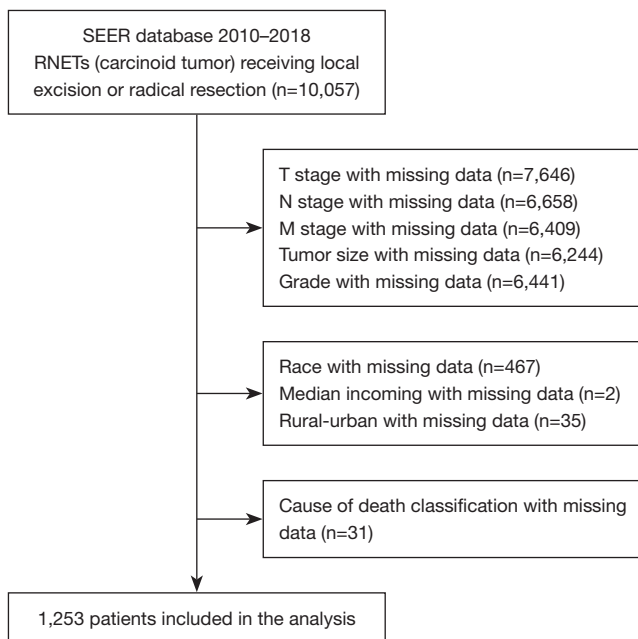 SEER database 2010–2018
RNETs (carcinoid tumor) receiving local
excision or radical resection (n=10,057)
T stage with missing data (n=7,646)
N stage with missing data (n=6,658)
M stage with missing data (n=6,409)
Tumor size with missing data (n=6,244)
Grade with missing data (n=6,441)
Race with missing data (n=467)
Median incoming with missing data (n=2)
Rural-urban with missing data (n=35)
Cause of death classification with missing
data (n=31)
1,253 patients included in the analysis